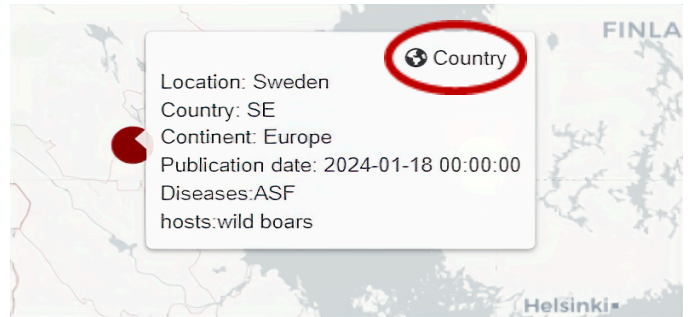 FINLA
Country
Location: Sweden
Country: SE
Continent: Europe
Publication date: 2024-01-18 00:00:00
Diseases:ASF
hosts:wild boars
Helsinki